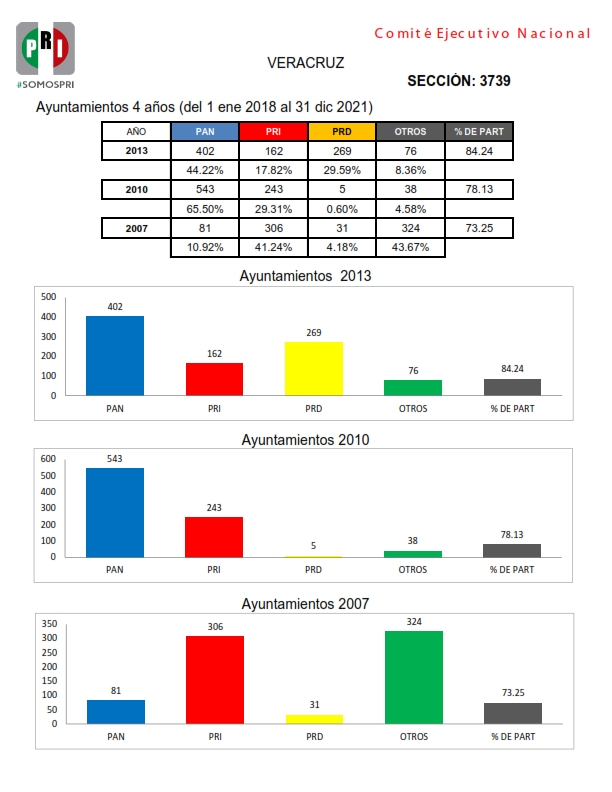 Comité Ejecutivo Nacional
PRI
#SOMOSPRI
VERACRUZ
SECCIÓN: 3739
Ayuntamientos 4 años (del 1 ene 2018 al 31 dic 2021)
AÑO PAN PRI PRD OTROS % DE PART
2013 402 162 269 76 84.24
44.22% 17.82% 29.59% 8.36%
2010 543 243 5 38 78.13
65.50% 29.31% 0.60% 4.58%
2007 81 306 31 324 73.25
10.92% 41.24% 4.18% 43.67%
Ayuntamientos 2013
500
400
300
200
100
0
402 162 269 76 84.24
PAN PRI PRD OTROS % DE PART
Ayuntamientos 2010
600
500
400
300
200
100
0
543 243 5 38 78.13
PAN PRI PRD OTROS % DE PART
Ayuntamientos 2007
350
300
250
200
150
100
50
0
81 306 31 324 73.25
PAN PRI PRD OTROS % DE PART